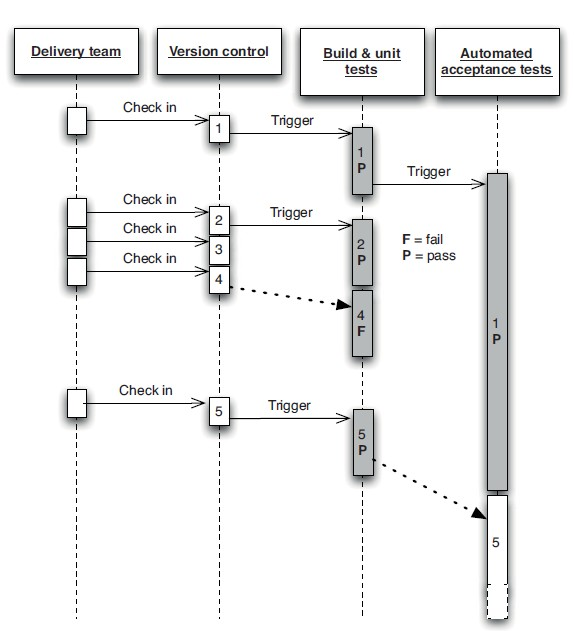 Delivery team
Version control
Build & unit
tests
Automated
acceptance tests
Check in
1
Trigger
1
P
Trigger
Check in
2
Trigger
2
P
Check in
3
Check in
4
F = fail
P = pass
4
F
1
P
Check in
5
Trigger
5
P
5